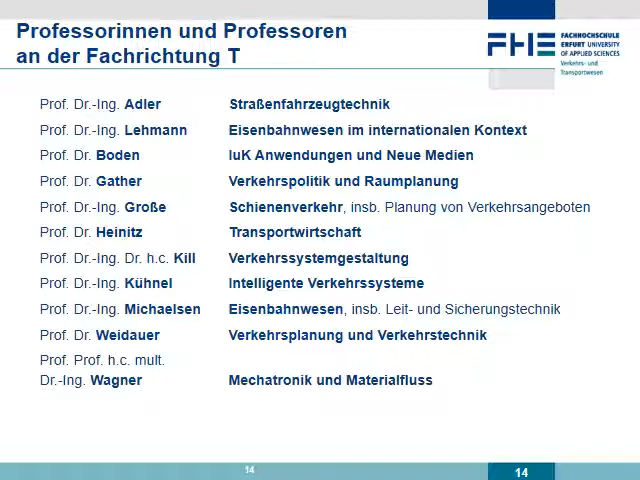 Professorinnen und Professoren
an der Fachrichtung T
FHE
FACHHOCHSCHULE
ERFURT UNIVERSITY
OF APPLIED SCIENCES
Verkehrs- und
Transportwesen
Prof. Dr.-Ing. Adler Straßenfahrzeugtechnik
Prof. Dr.-Ing. Lehmann Eisenbahnwesen im internationalen Kontext
Prof. Dr. Boden IuK Anwendungen und Neue Medien
Prof. Dr. Gather Verkehrspolitik und Raumplanung
Prof. Dr.-Ing. Große Schienenverkehr, insb. Planung von Verkehrsangeboten
Prof. Dr. Heinitz Transportwirtschaft
Prof. Dr.-Ing. Dr. h.c. Kill Verkehrssystemgestaltung
Prof. Dr.-Ing. Kühnel Intelligente Verkehrssysteme
Prof. Dr.-Ing. Michaelsen Eisenbahnwesen, insb. Leit- und Sicherungstechnik
Prof. Dr. Weidauer Verkehrsplanung und Verkehrstechnik
Prof. Prof. h.c. mult.
Dr.-Ing. Wagner Mechatronik und Materialfluss
14
14